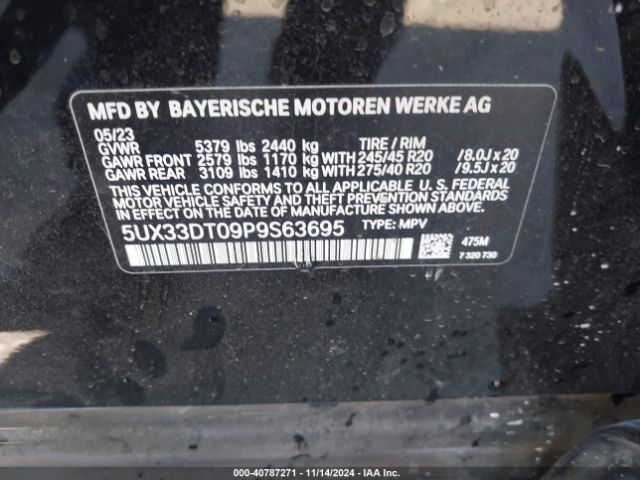 MFD BY BAYERISCHE MOTOREN WERKE AG
05/23
GVWR 5379 lbs 2440 kg TIRE / RIM
GAWR FRONT 2579 lbs 1170 kg WITH 245/45 R20 /8.0J x 20
GAWR REAR 3109 lbs 1410 kg WITH 275/40 R20 /9.5J x 20
THIS VEHICLE CONFORMS TO ALL APPLICABLE U. S. FEDERAL
MOTOR VEHICLE SAFETY, BUMPER AND THEFT PREVENTION
STANDARDS IN EFFECT ON THE DATE OF MANUFACTURE SHOWN ABOVE.
5UX33DT09P9S63695 TYPE: MPV
475M
7 320 730
000-40787271 - 11/14/2024 - IAA Inc.